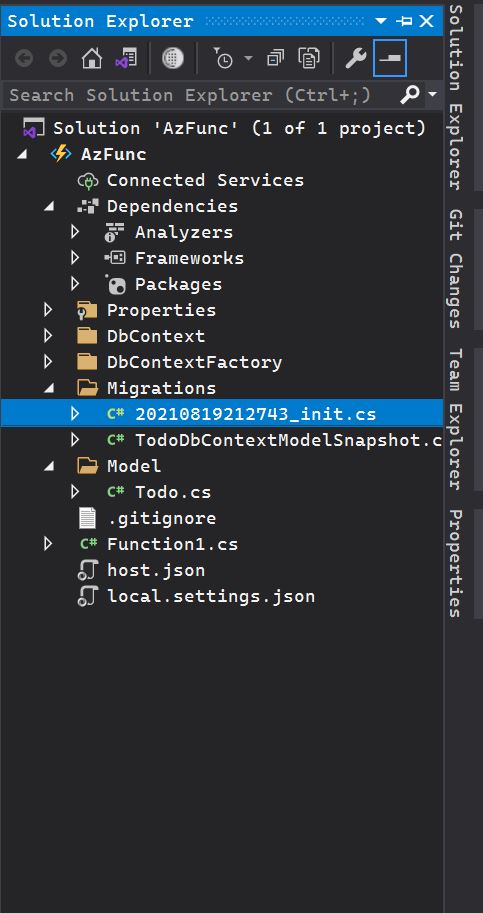 Solution Explorer
Search Solution Explorer (Ctrl+;)
Solution 'AzFunc' (1 of 1 project)
AzFunc
Connected Services
Dependencies
Analyzers
Frameworks
Packages
Properties
DbContext
DbContextFactory
Migrations
C# 20210819212743_init.cs
C# TodoDbContextModelSnapshot.c
Model
C# Todo.cs
.gitignore
C# Function1.cs
host.json
local.settings.json
Solution Explorer
Git Changes
Team Explorer
Properties